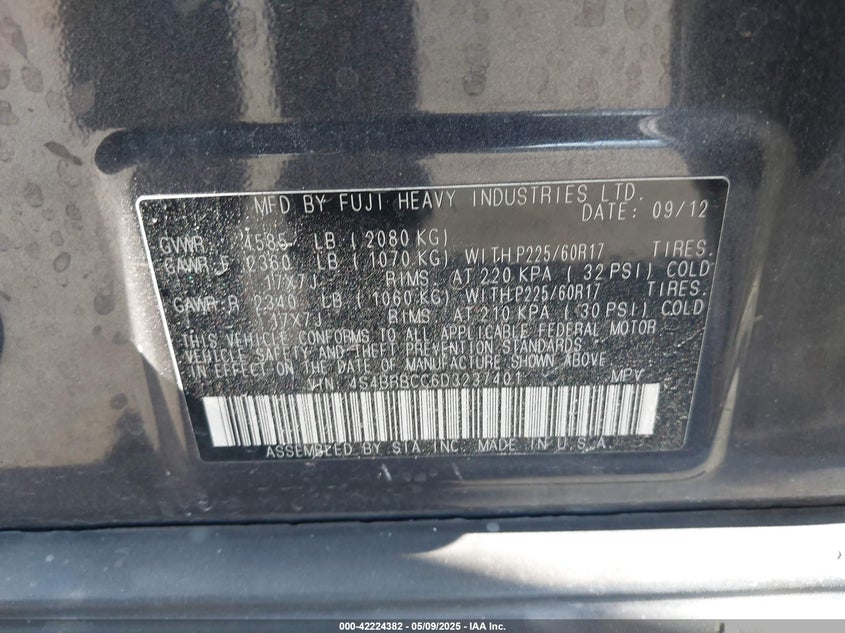 MFD BY FUJI HEAVY INDUSTRIES LTD.
DATE: 09/12
GVWR 4585 LB ( 2080 KG)
GAWR F 2360 LB ( 1070 KG) WITH P225/60R17 TIRES.
17X7J RIMS AT 220 KPA ( 32 PSI) COLD
GAWR R 2340 LB ( 1060 KG) WITH P225/60R17 TIRES.
17X7J RIMS AT 210 KPA ( 30 PSI) COLD
THIS VEHICLE CONFORMS TO ALL APPLICABLE FEDERAL MOTOR
VEHICLE SAFETY AND THEFT PREVENTION STANDARDS
IN EFFECT ON THE DATE OF MANUFACTURE SHOWN ABOVE
VIN: 4S4BRBCC6D3237401 MPV
ASSEMBLED BY SIA INC. MADE IN U.S.A
000-42224382 - 05/09/2025 - IAA Inc.